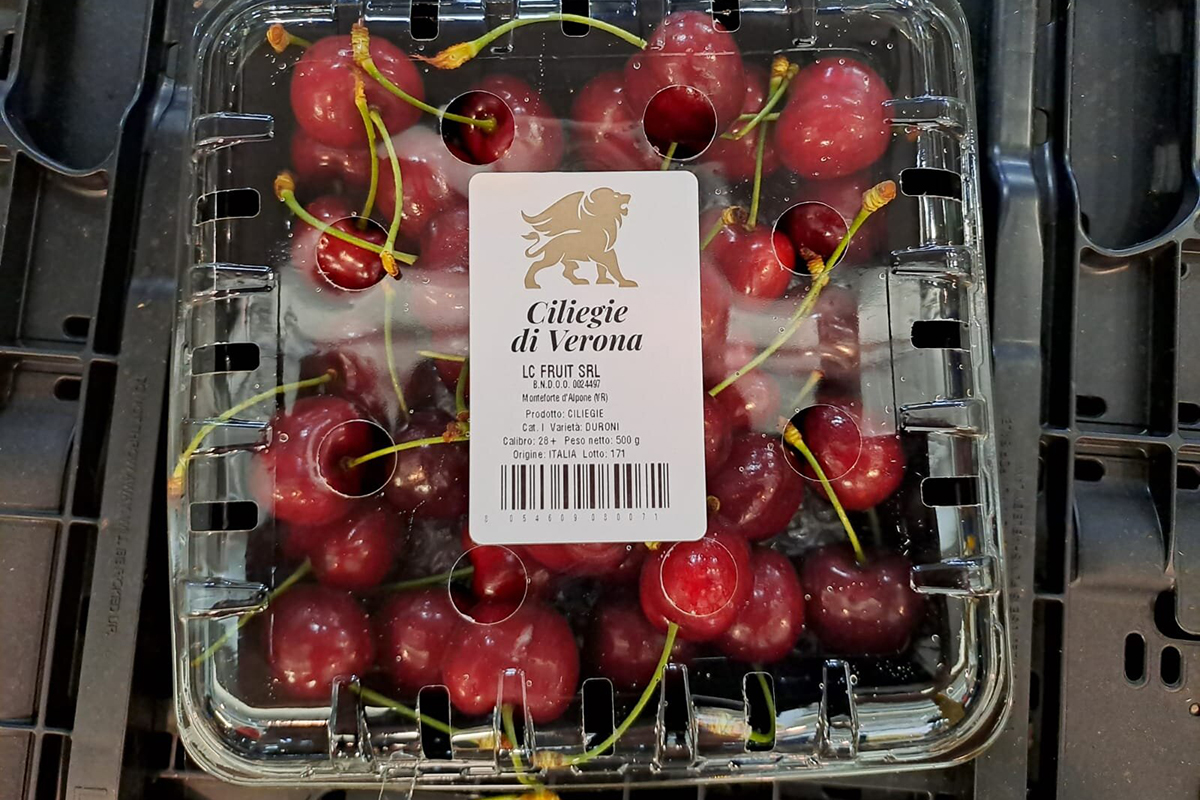 Ciliegie
di Verona
LC FRUIT SRL
B.N.D.O.O. 0024497
Monteforte d'Alpone (VR)
Prodotto: CILIEGIE
Cat. I Varietà: DURONI
Calibro: 28+ Peso netto: 500 g
Origine: ITALIA Lotto: 171
0 054609 000071